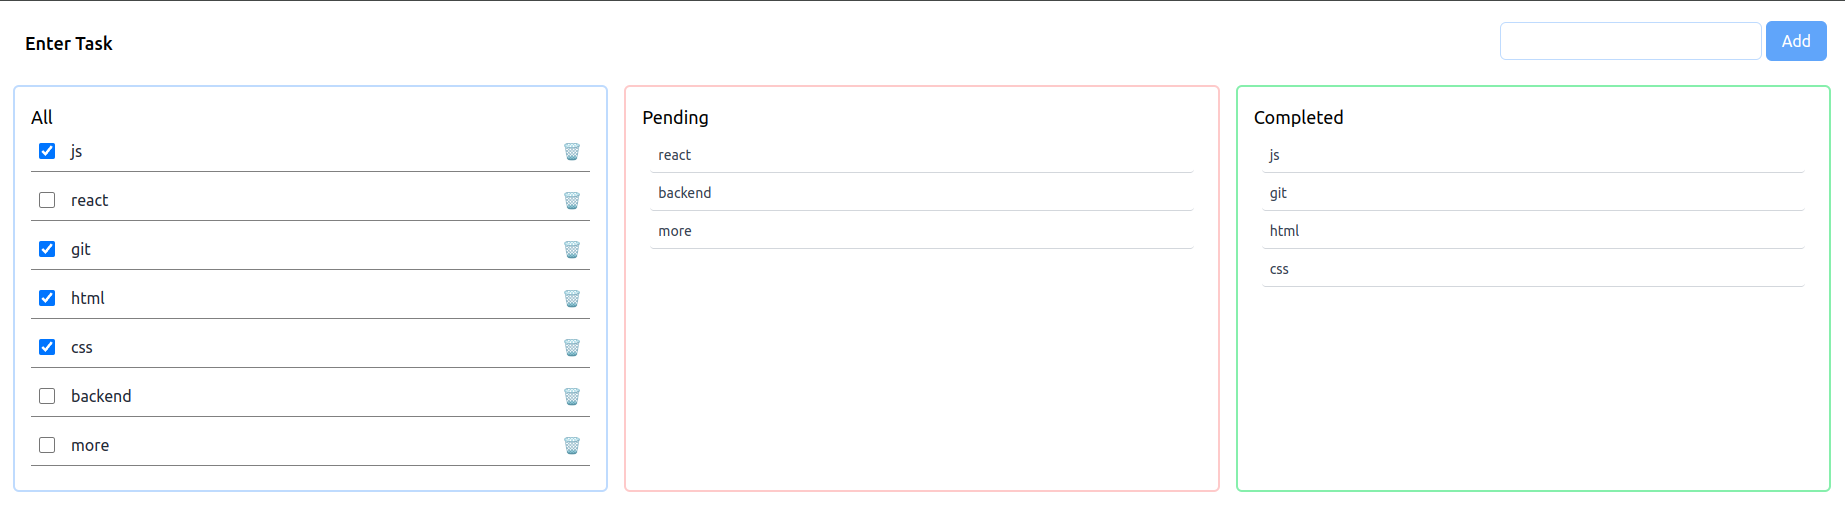 Enter Task
Add
All
js
react
git
html
css
backend
more
Pending
react
backend
more
Completed
js
git
html
css